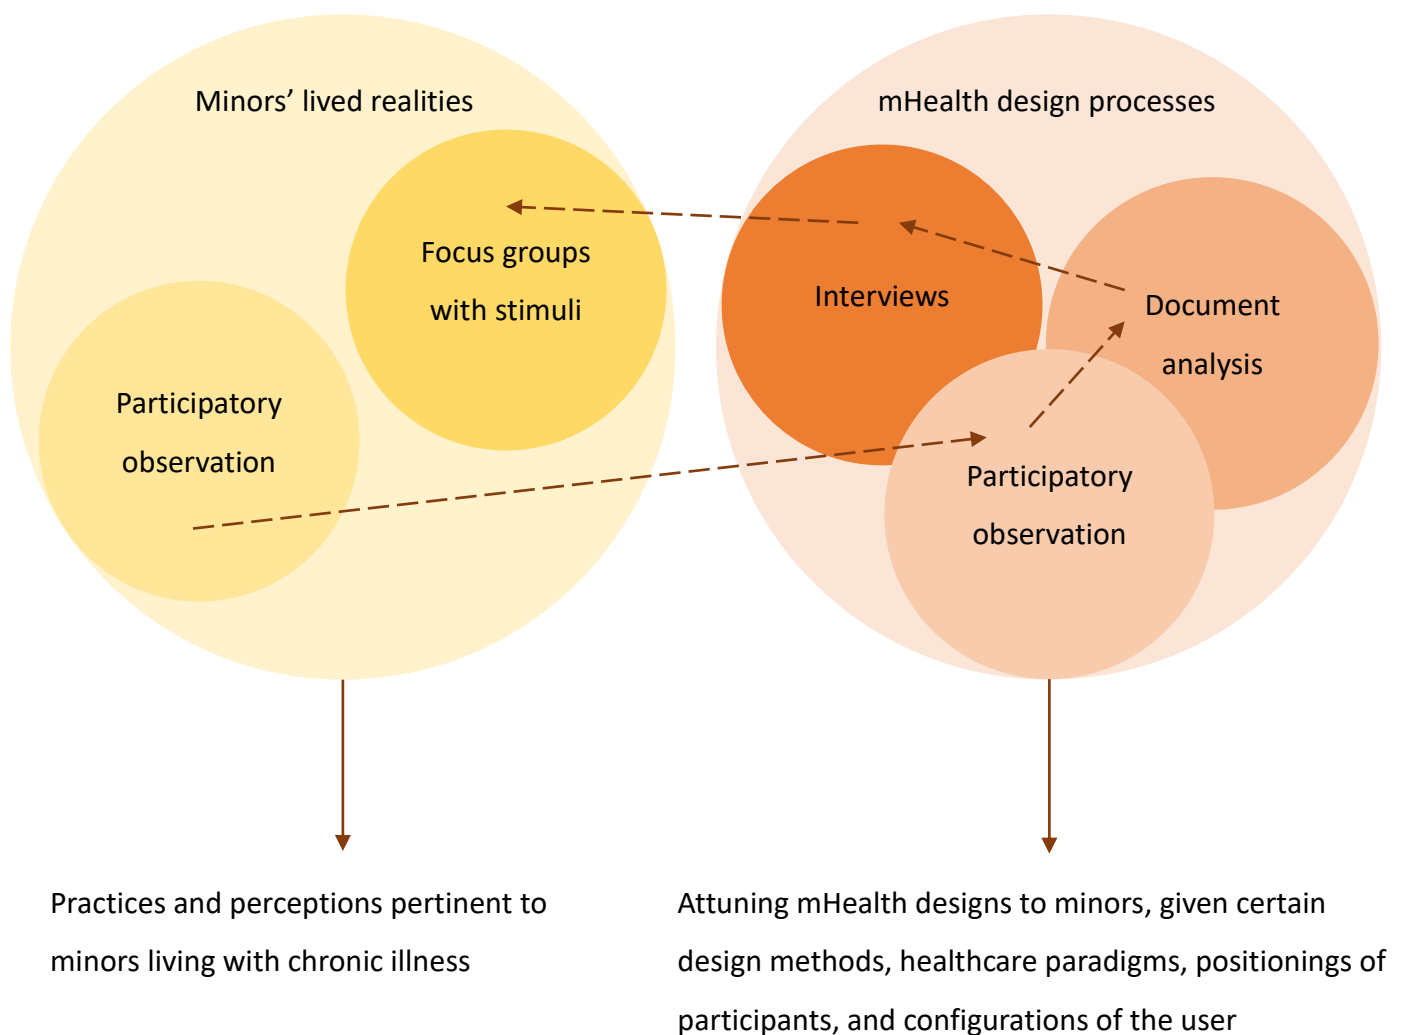 Minors’ lived realities
Focus groups
with stimuli
Participatory
observation
mHealth design processes
Interviews
Document
analysis
Participatory
observation
Practices and perceptions pertinent to
minors living with chronic illness
Attuning mHealth designs to minors, given certain
design methods, healthcare paradigms, positionings of
participants, and configurations of the user